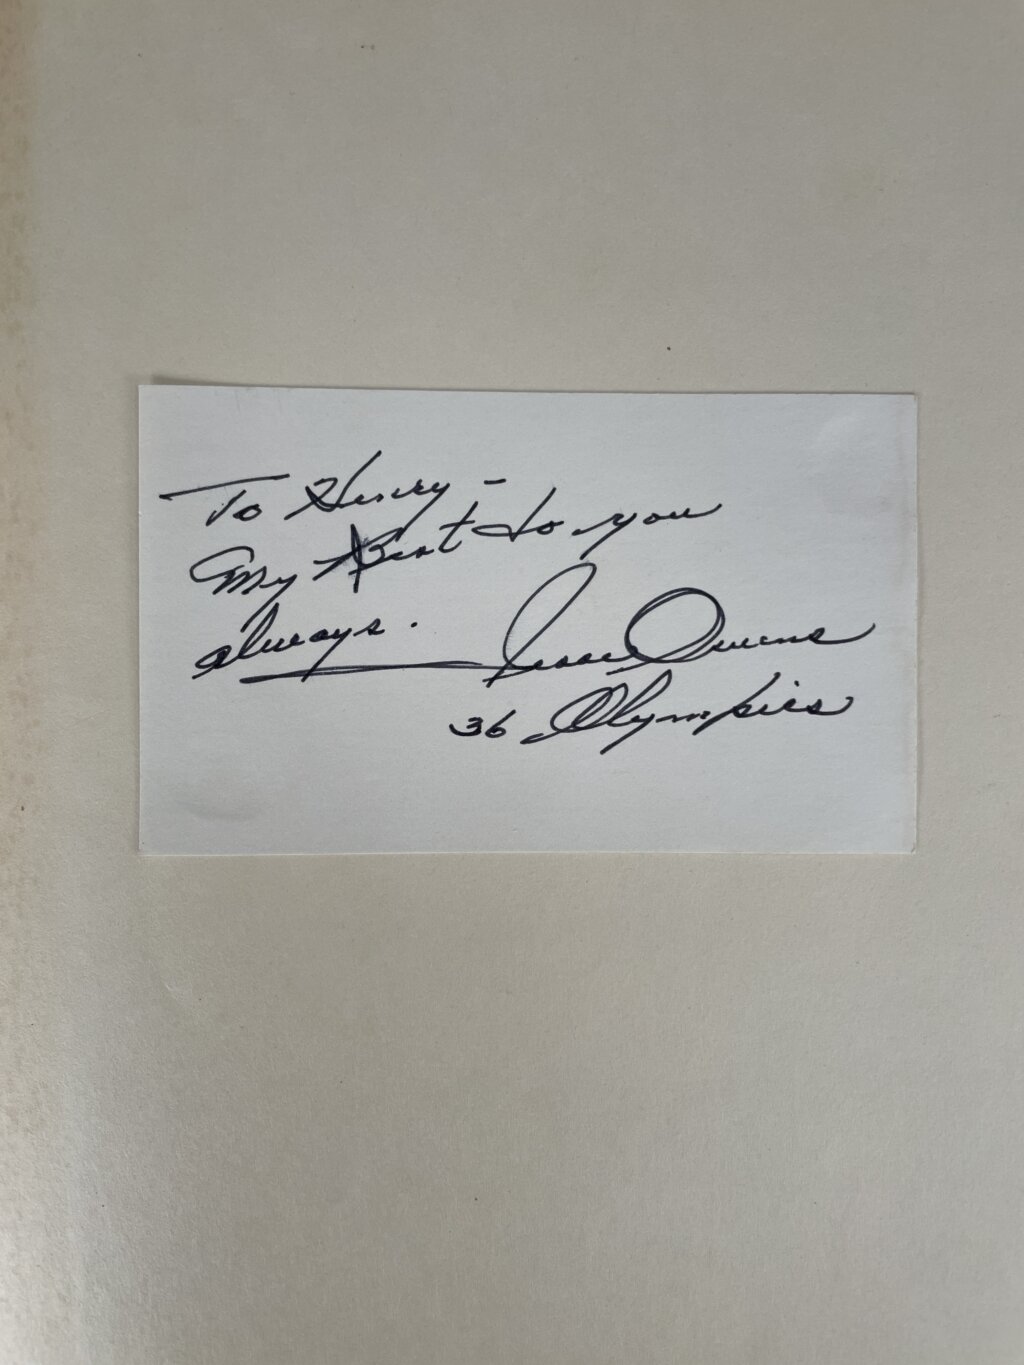 To Henry -
My Best to you
always.
Jesse Owens
36 Olympics